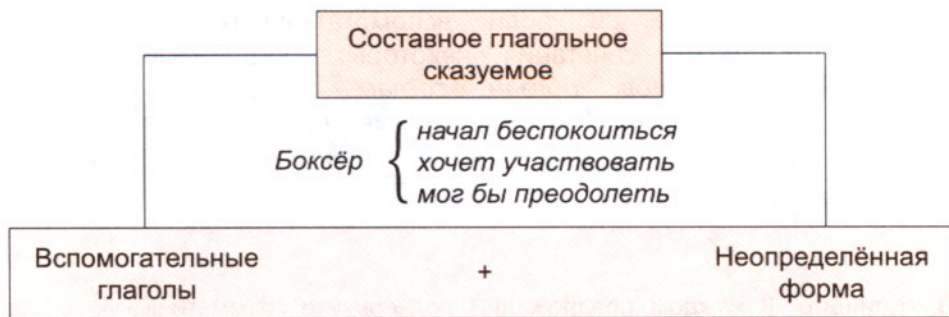 Составное глагольное
сказуемое
начал беспокоиться
Боксёр { хочет участвовать
мог бы преодолеть
Вспомогательные
глаголы
+
Неопределённая
форма